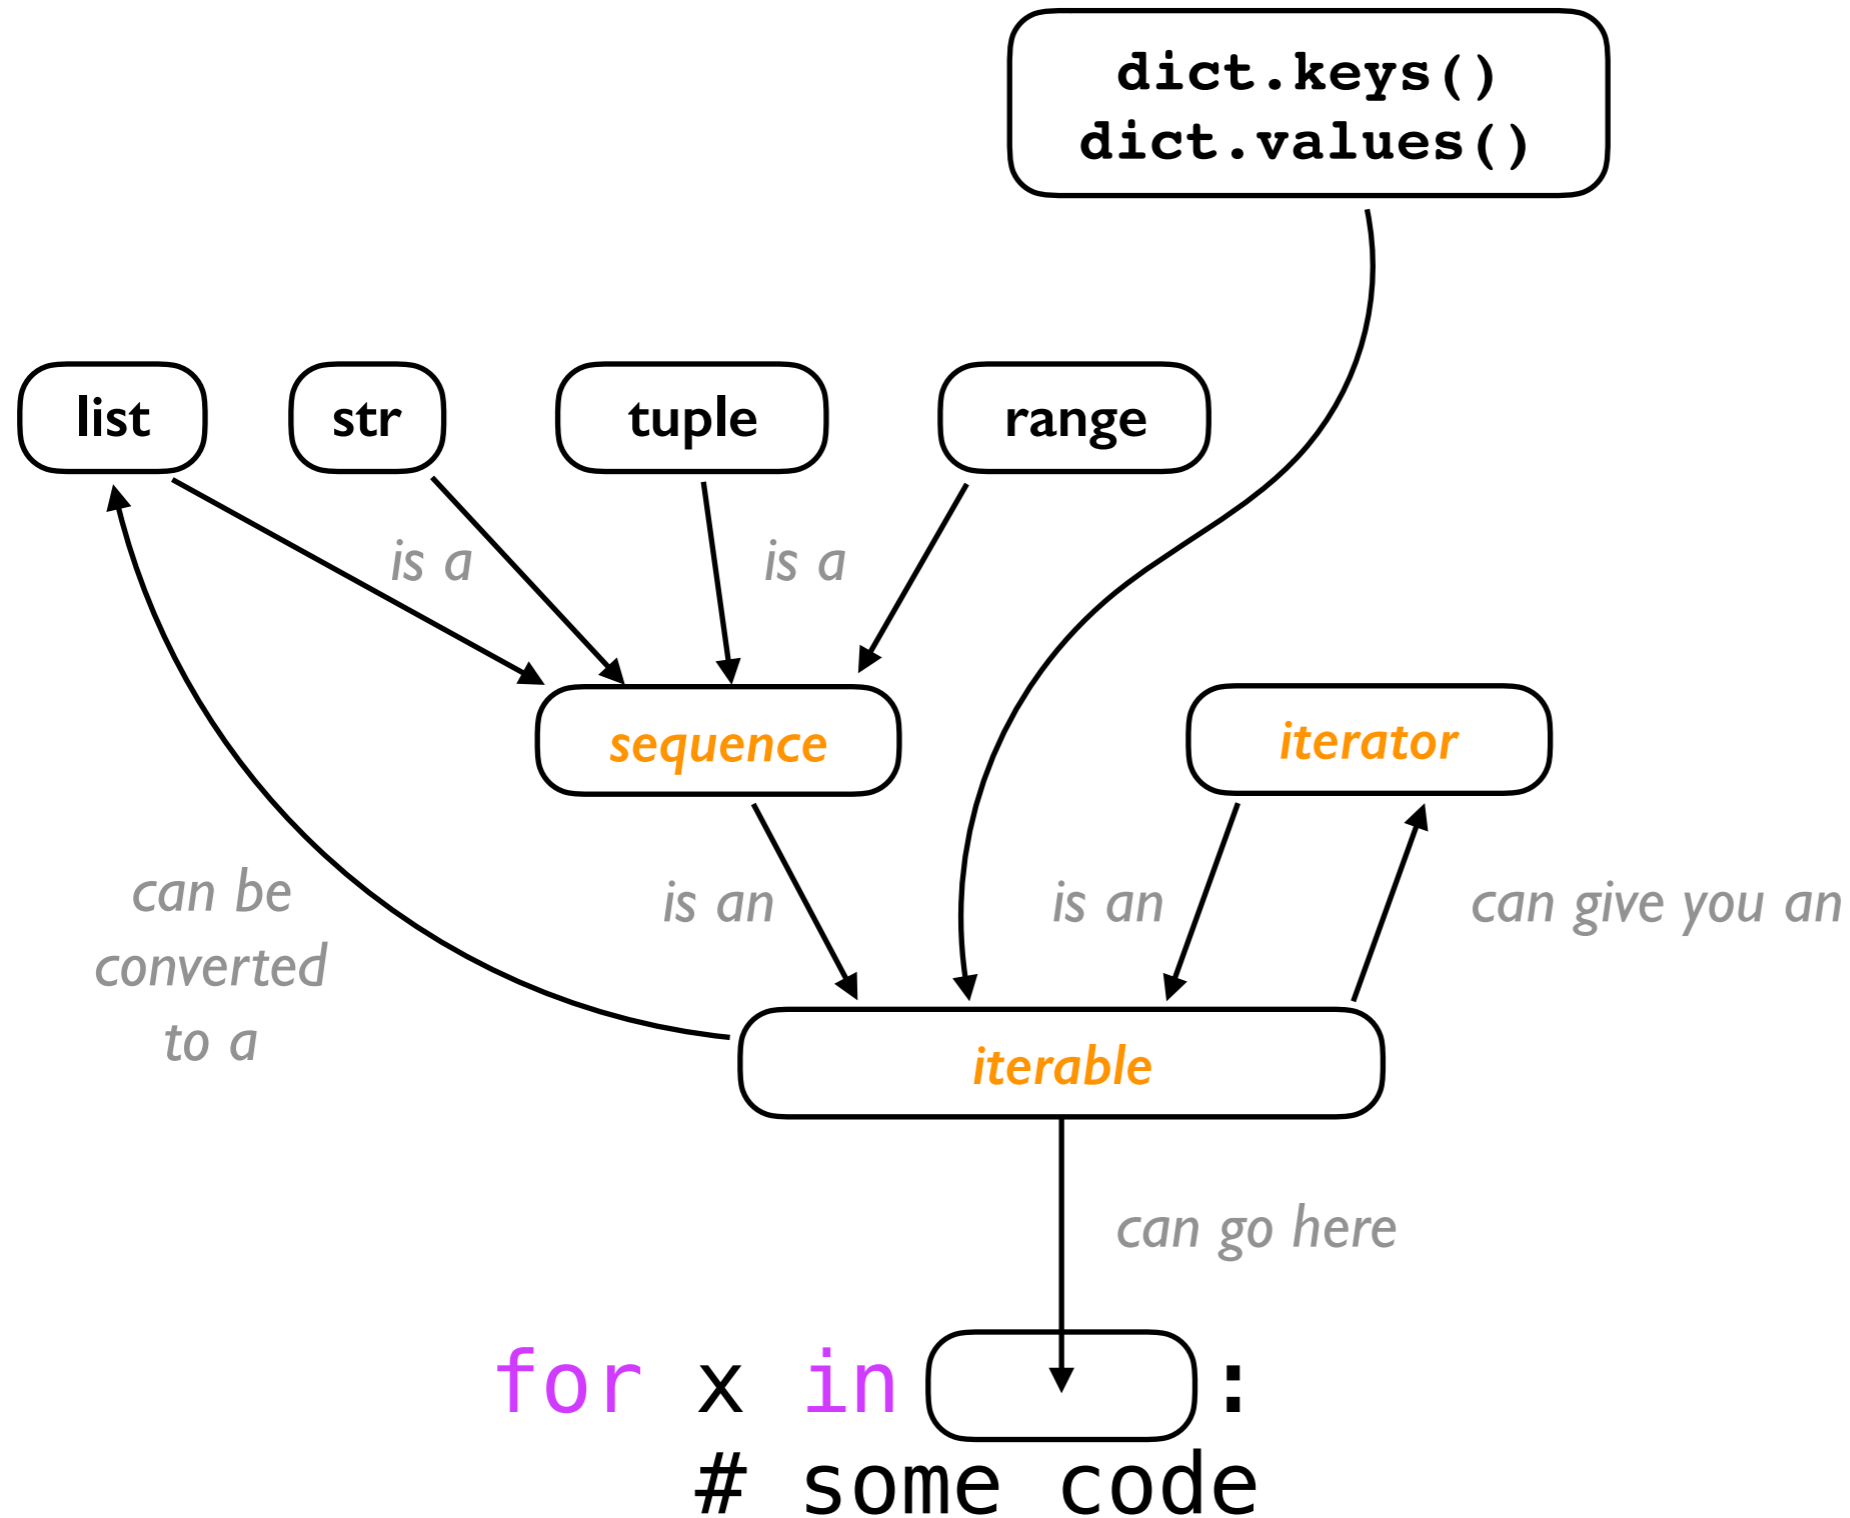 dict.keys()
dict.values()
list
str
tuple
range
is a
is a
sequence
iterator
can be
converted
to a
is an
is an
can give you an
iterable
can go here
for x in :
# some code